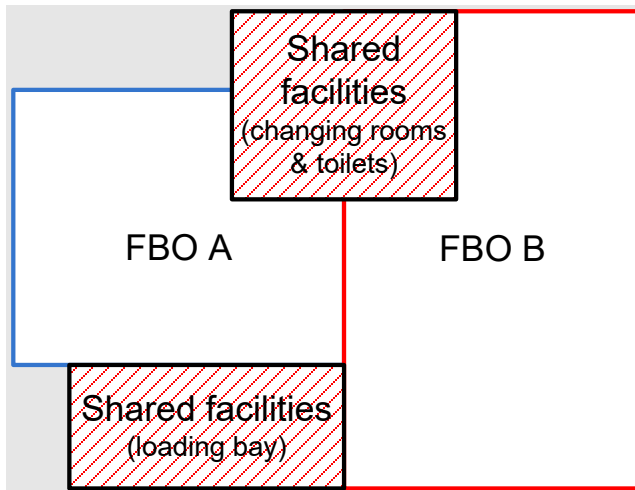 Shared
facilities
(changing rooms
& toilets)
FBO A
FBO B
Shared facilities
(loading bay)